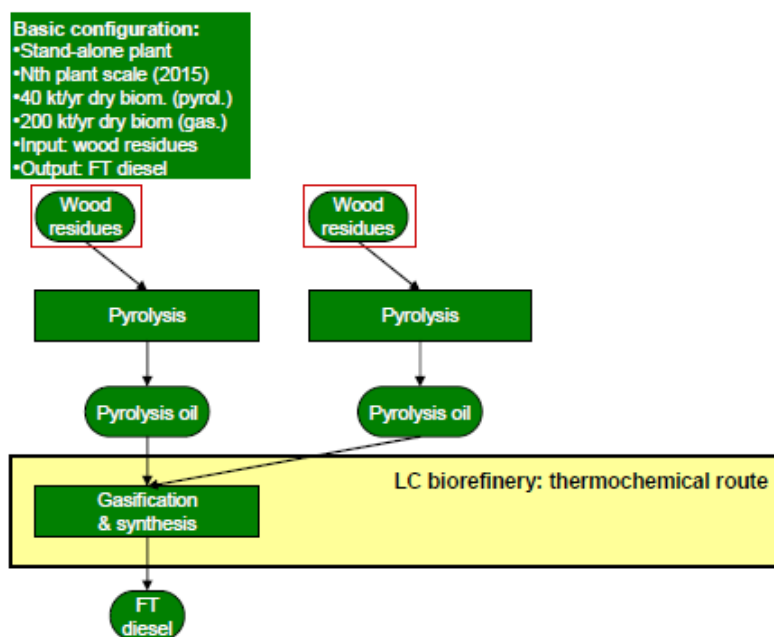 Basic configuration:
•Stand-alone plant
•Nth plant scale (2015)
•40 kt/yr dry biom. (pyrol.)
•200 kt/yr dry biom (gas.)
•Input: wood residues
•Output: FT diesel
Wood
residues
Wood
residues
Pyrolysis
Pyrolysis
Pyrolysis oil
Pyrolysis oil
LC biorefinery: thermochemical route
Gasification
& synthesis
FT
diesel